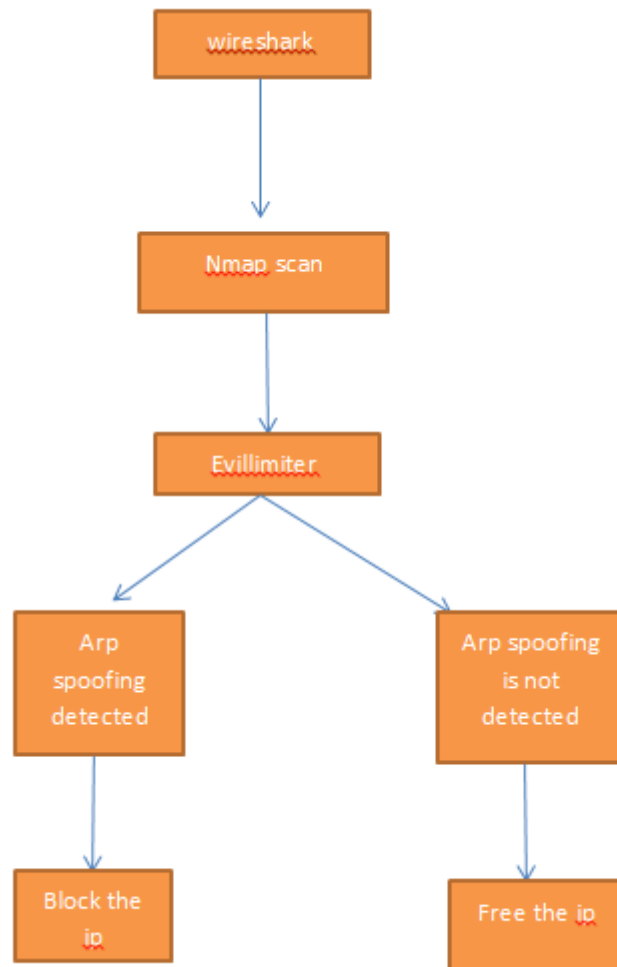 wireshark
Nmap scan
Evillimiter
Arp
spoofing
detected
Arp spoofing
is not
detected
Block the
ip
Free the ip